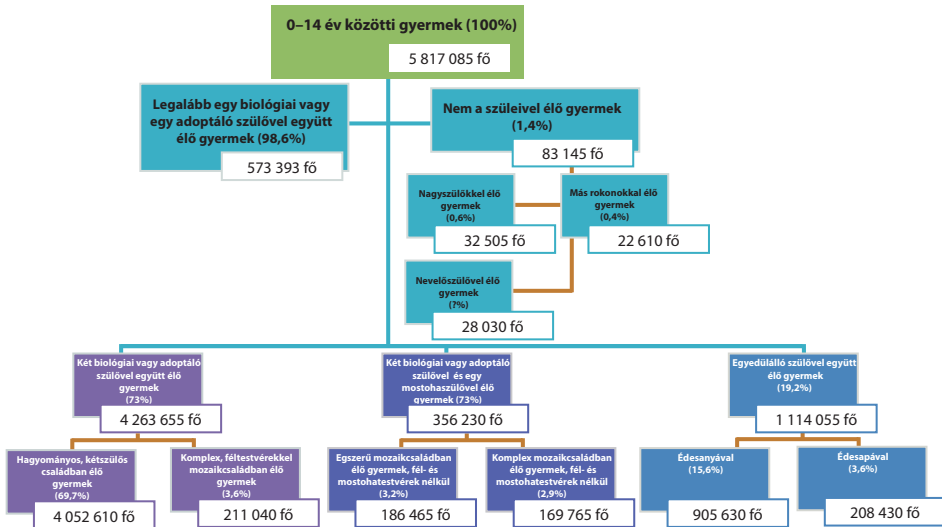 0–14 év közötti gyermek (100%)
5 817 085 fő
Legalább egy biológiai vagy
egy adoptáló szülővel együtt
élő gyermek (98,6%)
573 393 fő
Nem a szüleivel élő gyermek
(1,4%)
83 145 fő
Nagyszülőkkel élő
gyermek
(0,6%)
32 505 fő
Más rokonokkal élő
gyermek
(0,4%)
22 610 fő
Nevelőszülővel élő
gyermek
(?%)
28 030 fő
Két biológiai vagy adoptáló
szülővel együtt élő
gyermek
(73%)
4 263 655 fő
Két biológiai vagy adoptáló
szülővel és egy
mostohaszülővel élő
gyermek (73%)
356 230 fő
Egyedülálló szülővel együtt
élő gyermek
(19,2%)
1 114 055 fő
Hagyományos, kétszülős
családban élő
gyermek
(69,7%)
4 052 610 fő
Komplex, féltestvérekkel
mozaikcsaládban élő
gyermek
(3,6%)
211 040 fő
Egszerű mozaikcsaládban
élő gyermek, fél- és
mostohatestvérek nélkül
(3,2%)
186 465 fő
Komplex mozaikcsaládban
élő gyermek, fél- és
mostohatestvérek nélkül
(2,9%)
169 765 fő
Édesanyával
(15,6%)
905 630 fő
Édesapával
(3,6%)
208 430 fő